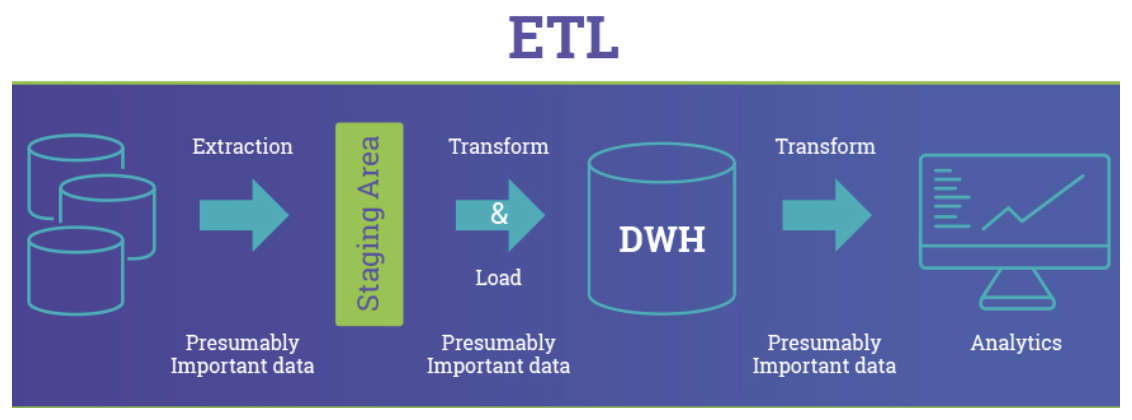 ETL
Extraction
Presumably
Important data
Staging Area
Transform
&
Load
Presumably
Important data
DWH
Transform
Presumably
Important data
Analytics